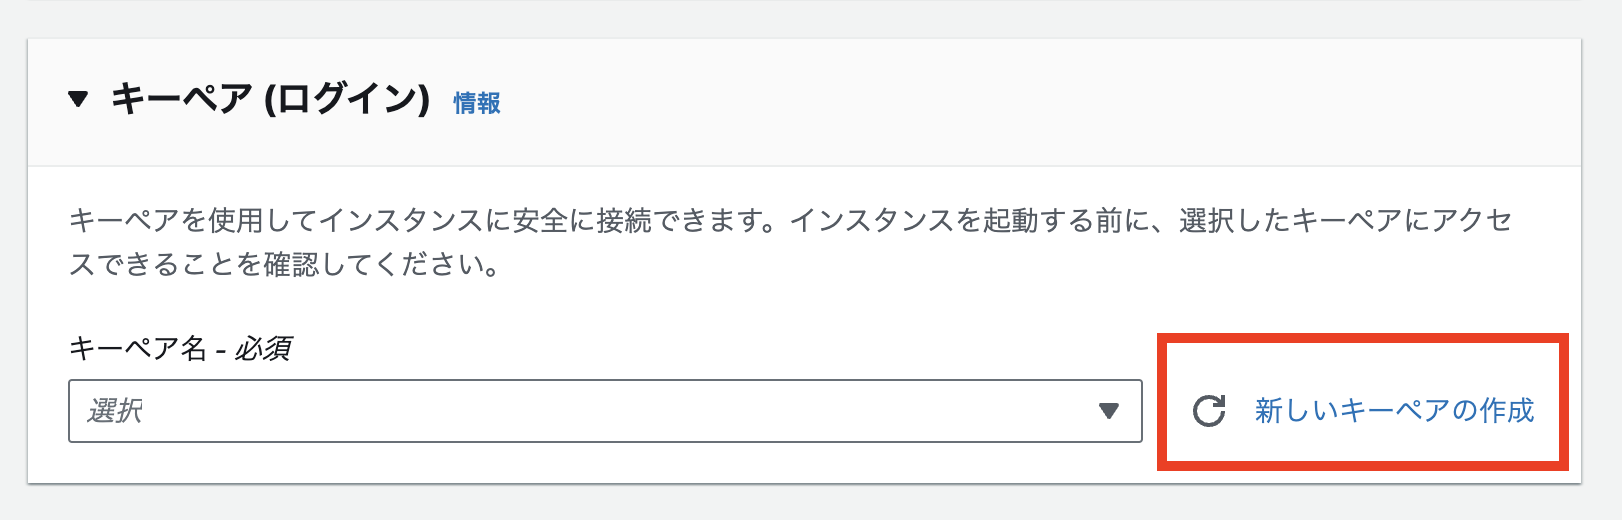 キーペア (ログイン) 情報
キーペアを使用してインスタンスに安全に接続できます。インスタンスを起動する前に、選択したキーペアにアクセ
スできることを確認してください。
キーペア名 - 必須
選択
新しいキーペアの作成